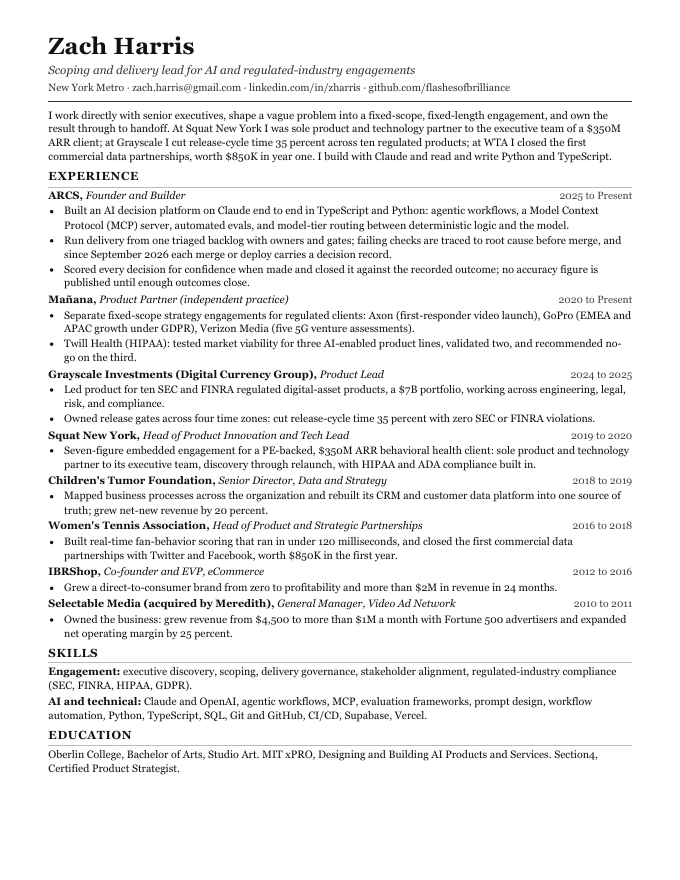 Zach Harris
Scoping and delivery lead for AI and regulated-industry engagements
New York Metro · zach.harris@gmail.com · linkedin.com/in/zharris · github.com/flashesofbrilliance
I work directly with senior executives, shape a vague problem into a fixed-scope, fixed-length engagement, and own the
result through to handoff. At Squat New York I was sole product and technology partner to the executive team of a $350M
ARR client; at Grayscale I cut release-cycle time 35 percent across ten regulated products; at WTA I closed the first
commercial data partnerships, worth $850K in year one. I build with Claude and read and write Python and TypeScript.
EXPERIENCE
ARCS, Founder and Builder 2025 to Present
• Built an AI decision platform on Claude end to end in TypeScript and Python: agentic workflows, a Model Context
Protocol (MCP) server, automated evals, and model-tier routing between deterministic logic and the model.
• Run delivery from one triaged backlog with owners and gates; failing checks are traced to root cause before merge, and
since September 2026 each merge or deploy carries a decision record.
• Scored every decision for confidence when made and closed it against the recorded outcome; no accuracy figure is
published until enough outcomes close.
Mañana, Product Partner (independent practice) 2020 to Present
• Separate fixed-scope strategy engagements for regulated clients: Axon (first-responder video launch), GoPro (EMEA and
APAC growth under GDPR), Verizon Media (five 5G venture assessments).
• Twill Health (HIPAA): tested market viability for three AI-enabled product lines, validated two, and recommended no-
go on the third.
Grayscale Investments (Digital Currency Group), Product Lead 2024 to 2025
• Led product for ten SEC and FINRA regulated digital-asset products, a $7B portfolio, working across engineering, legal,
risk, and compliance.
• Owned release gates across four time zones: cut release-cycle time 35 percent with zero SEC or FINRA violations.
Squat New York, Head of Product Innovation and Tech Lead 2019 to 2020
• Seven-figure embedded engagement for a PE-backed, $350M ARR behavioral health client: sole product and technology
partner to its executive team, discovery through relaunch, with HIPAA and ADA compliance built in.
Children's Tumor Foundation, Senior Director, Data and Strategy 2018 to 2019
• Mapped business processes across the organization and rebuilt its CRM and customer data platform into one source of
truth; grew net-new revenue by 20 percent.
Women's Tennis Association, Head of Product and Strategic Partnerships 2016 to 2018
• Built real-time fan-behavior scoring that ran in under 120 milliseconds, and closed the first commercial data
partnerships with Twitter and Facebook, worth $850K in the first year.
IBRShop, Co-founder and EVP, eCommerce 2012 to 2016
• Grew a direct-to-consumer brand from zero to profitability and more than $2M in revenue in 24 months.
Selectable Media (acquired by Meredith), General Manager, Video Ad Network 2010 to 2011
• Owned the business: grew revenue from $4,500 to more than $1M a month with Fortune 500 advertisers and expanded
net operating margin by 25 percent.
SKILLS
Engagement: executive discovery, scoping, delivery governance, stakeholder alignment, regulated-industry compliance
(SEC, FINRA, HIPAA, GDPR).
AI and technical: Claude and OpenAI, agentic workflows, MCP, evaluation frameworks, prompt design, workflow
automation, Python, TypeScript, SQL, Git and GitHub, CI/CD, Supabase, Vercel.
EDUCATION
Oberlin College, Bachelor of Arts, Studio Art. MIT xPRO, Designing and Building AI Products and Services. Section4,
Certified Product Strategist.